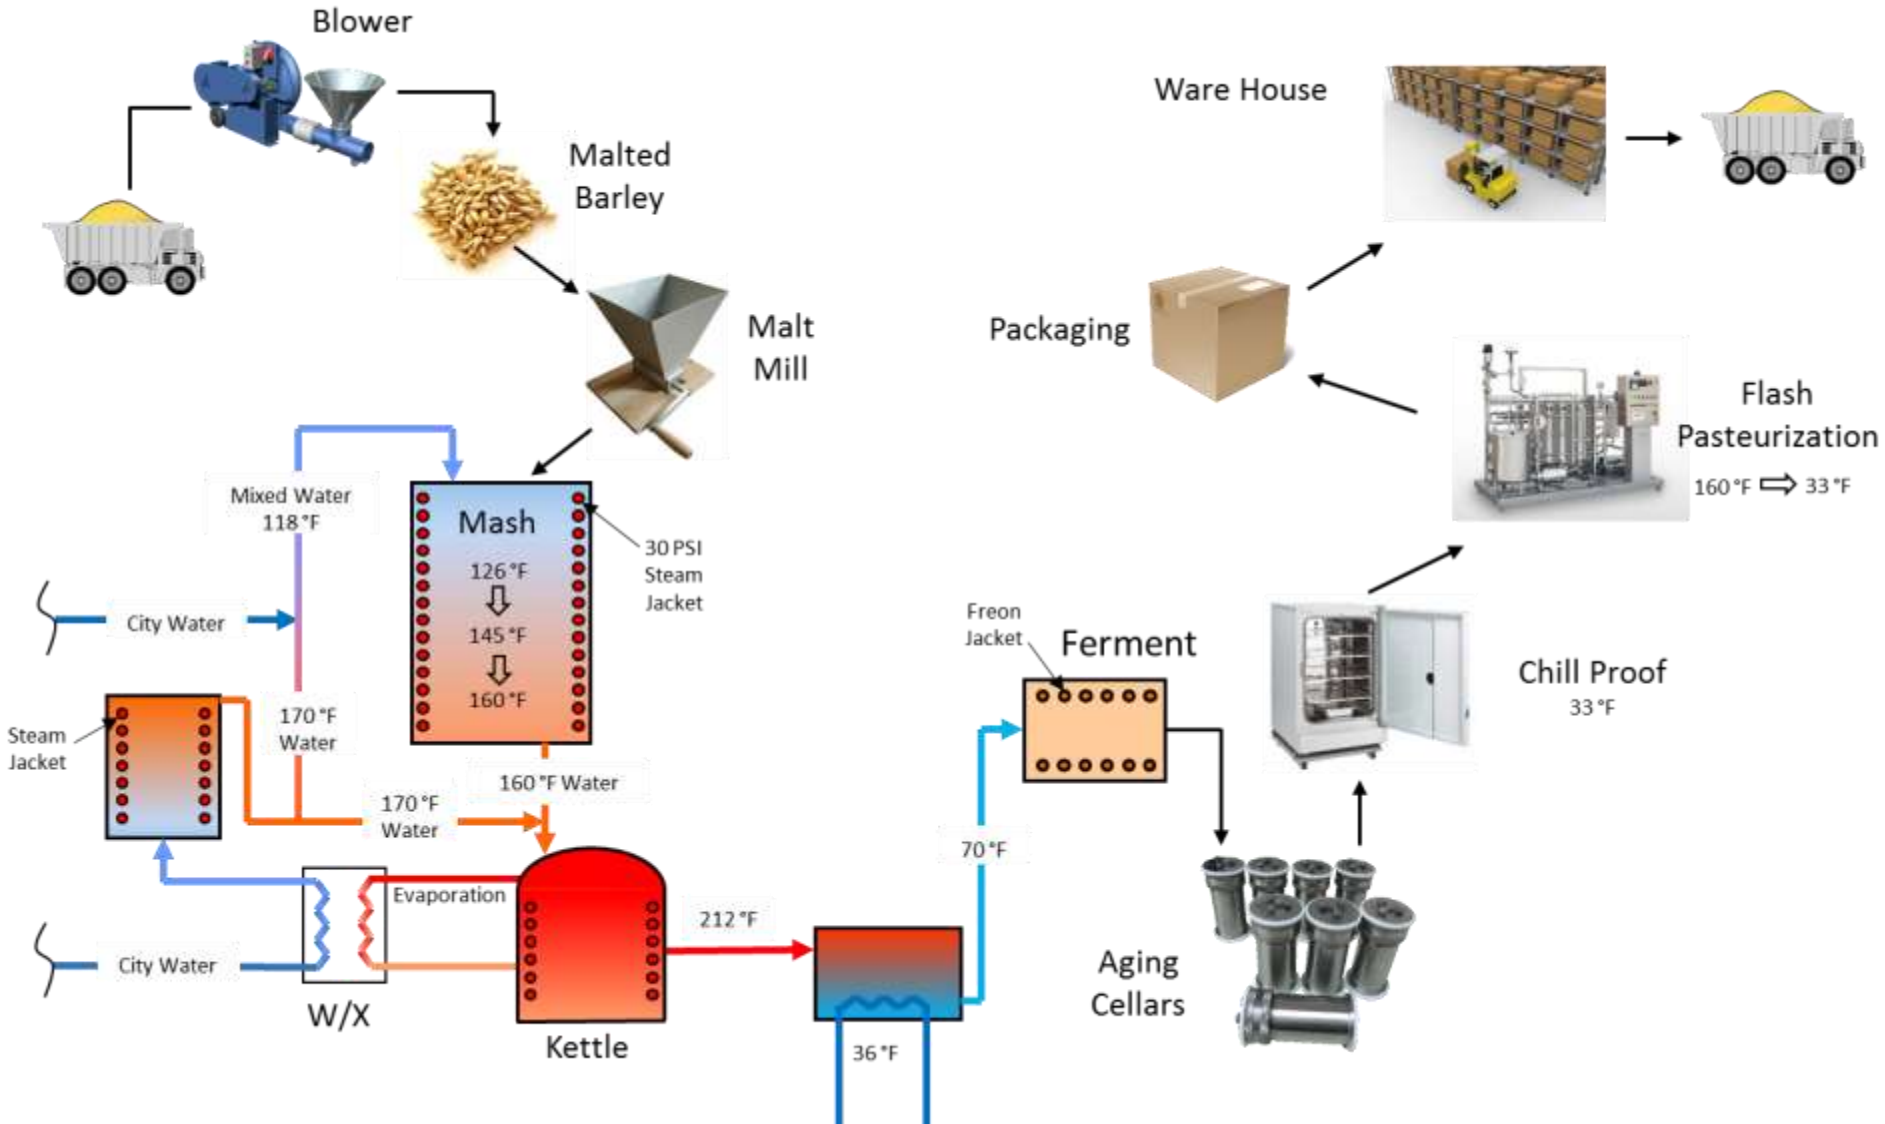 Blower
Malted
Barley
Malt
Mill
Mixed Water
118 °F
City Water
170 °F
Water
Steam
Jacket
Mash
126 °F
145 °F
160 °F
30 PSI
Steam
Jacket
160 °F Water
170 °F
Water
Evaporation
City Water
W/X
Kettle
212 °F
36 °F
70 °F
Freon
Jacket
Ferment
Aging
Cellars
Chill Proof
33 °F
Flash
Pasteurization
160 °F 33 °F
Packaging
Ware House